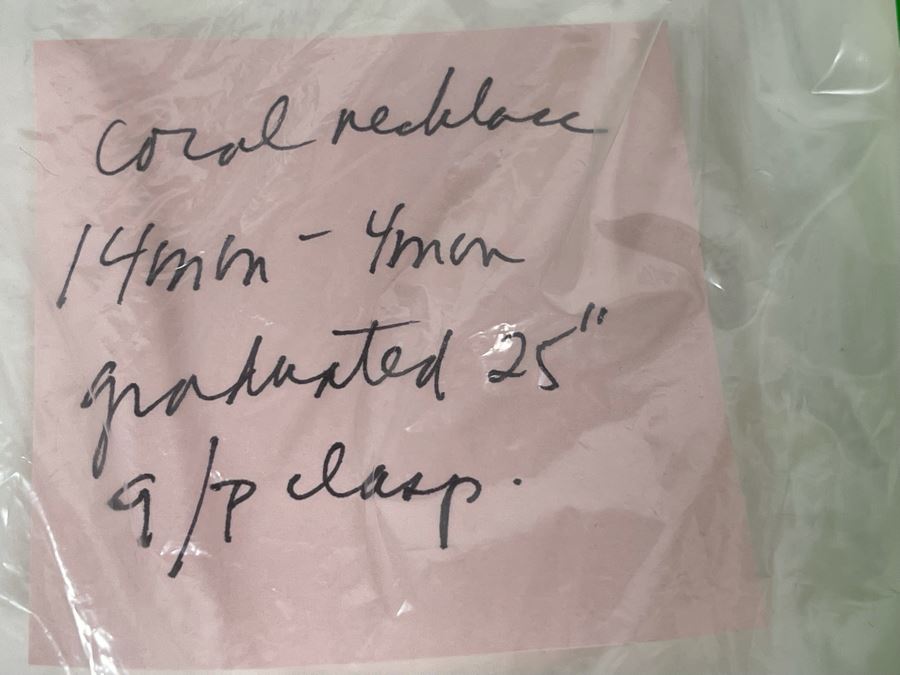 coral necklace
14mm - 4mm
graduated 25"
g/p clasp.